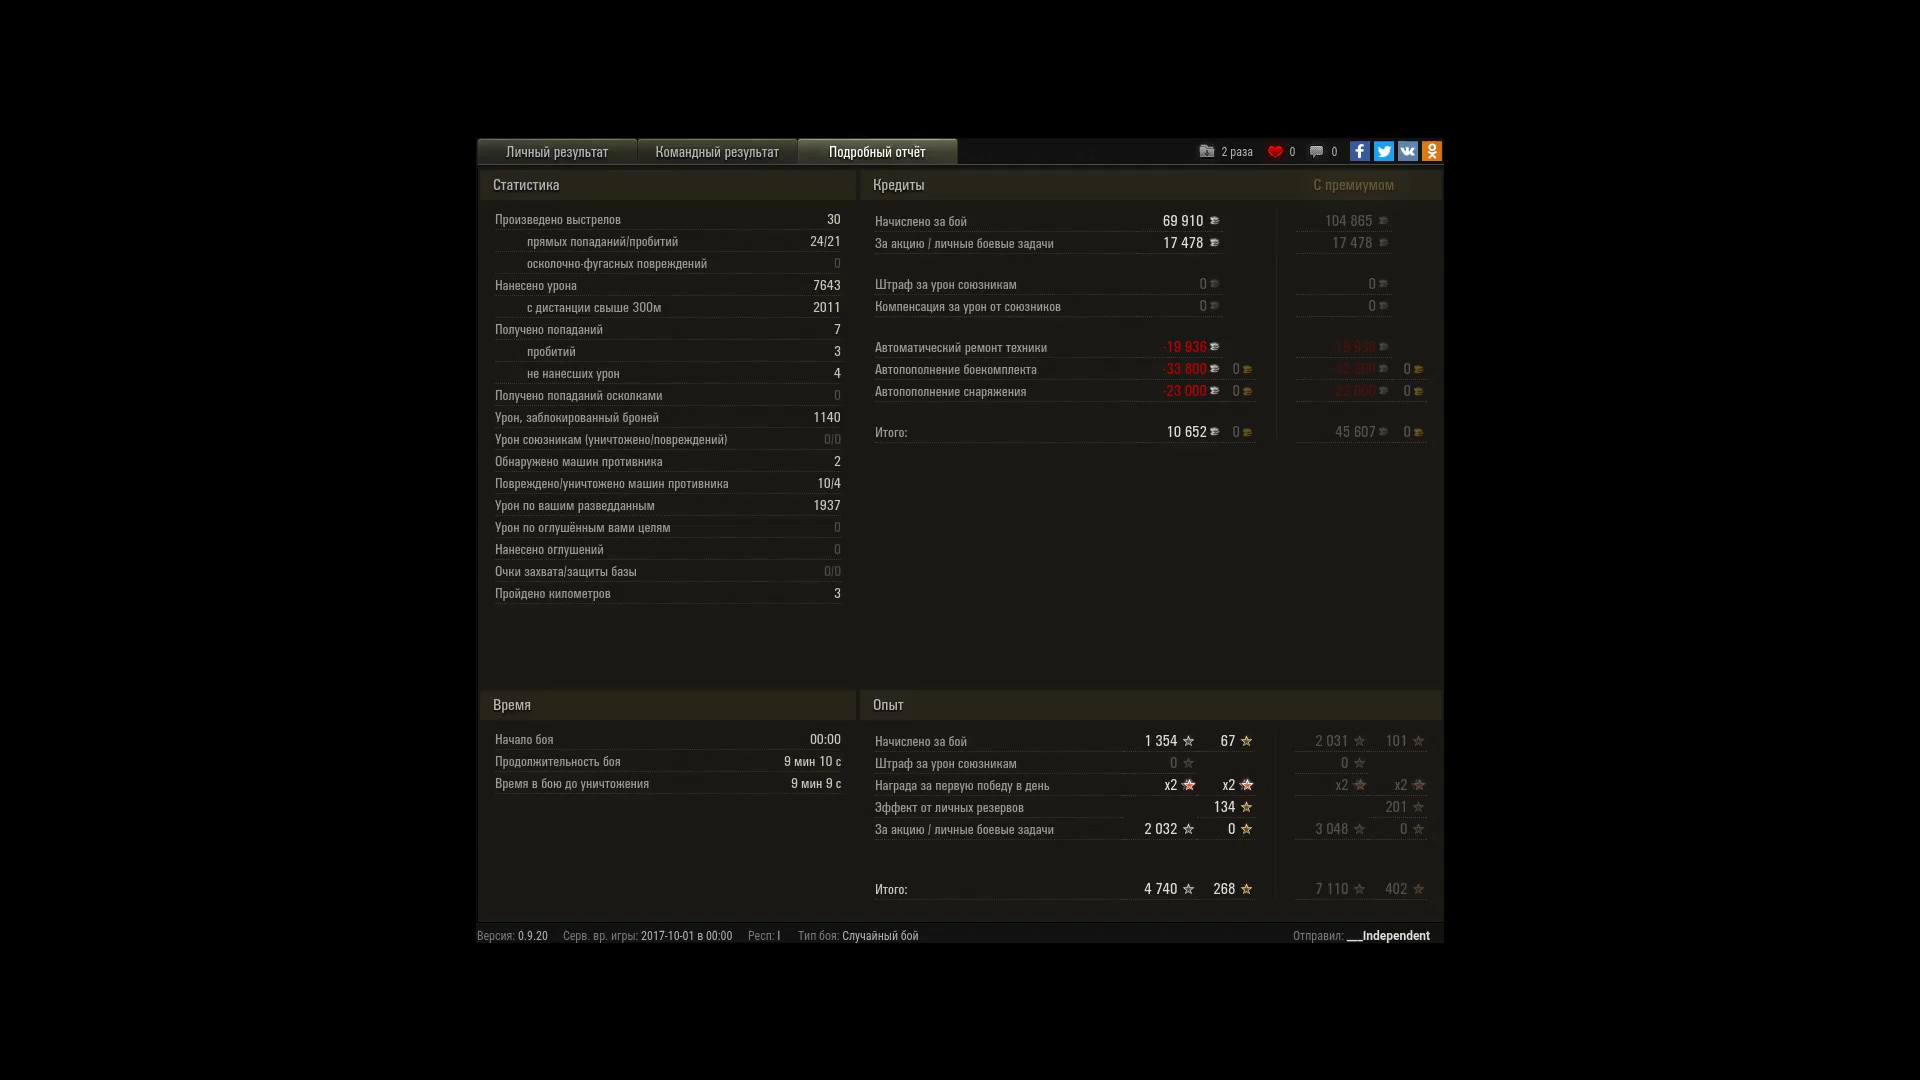 Личный результат Командный результат Подробный отчёт 2 раза 0 0
Статистика
Произведено выстрелов 30
прямых попаданий/пробитий 24/21
осколочно-фугасных повреждений 0
Нанесено урона 7643
с дистанции свыше 300м 2011
Получено попаданий 7
пробитий 3
не нанесших урон 4
Получено попаданий осколками 0
Урон, заблокированный броней 1140
Урон союзникам (уничтожено/повреждений) 0/0
Обнаружено машин противника 2
Повреждено/уничтожено машин противника 10/4
Урон по вашим разведданным 1937
Урон по оглушённым вами целям 0
Нанесено оглушений 0
Очки захвата/защиты базы 0/0
Пройдено километров 3
Кредиты С премиумом
Начислено за бой 69 910 104 865
За акцию / личные боевые задачи 17 478 17 478
Штраф за урон союзникам 0 0
Компенсация за урон от союзников 0 0
Автоматический ремонт техники -19 936 -19 936
Автопополнение боекомплекта -33 800 0 -33 800 0
Автопополнение снаряжения -23 000 0 -23 000 0
Итого: 10 652 0 45 607 0
Время
Начало боя 00:00
Продолжительность боя 9 мин 10 с
Время в бою до уничтожения 9 мин 9 с
Опыт
Начислено за бой 1 354 67 2 031 101
Штраф за урон союзникам 0 0
Награда за первую победу в день x2 x2 x2 x2
Эффект от личных резервов 134 201
За акцию / личные боевые задачи 2 032 0 3 048 0
Итого: 4 740 268 7 110 402
Версия: 0.9.20 Серв. вр. игры: 2017-10-01 в 00:00 Респ: I Тип боя: Случайный бой Отправил: ___Independent